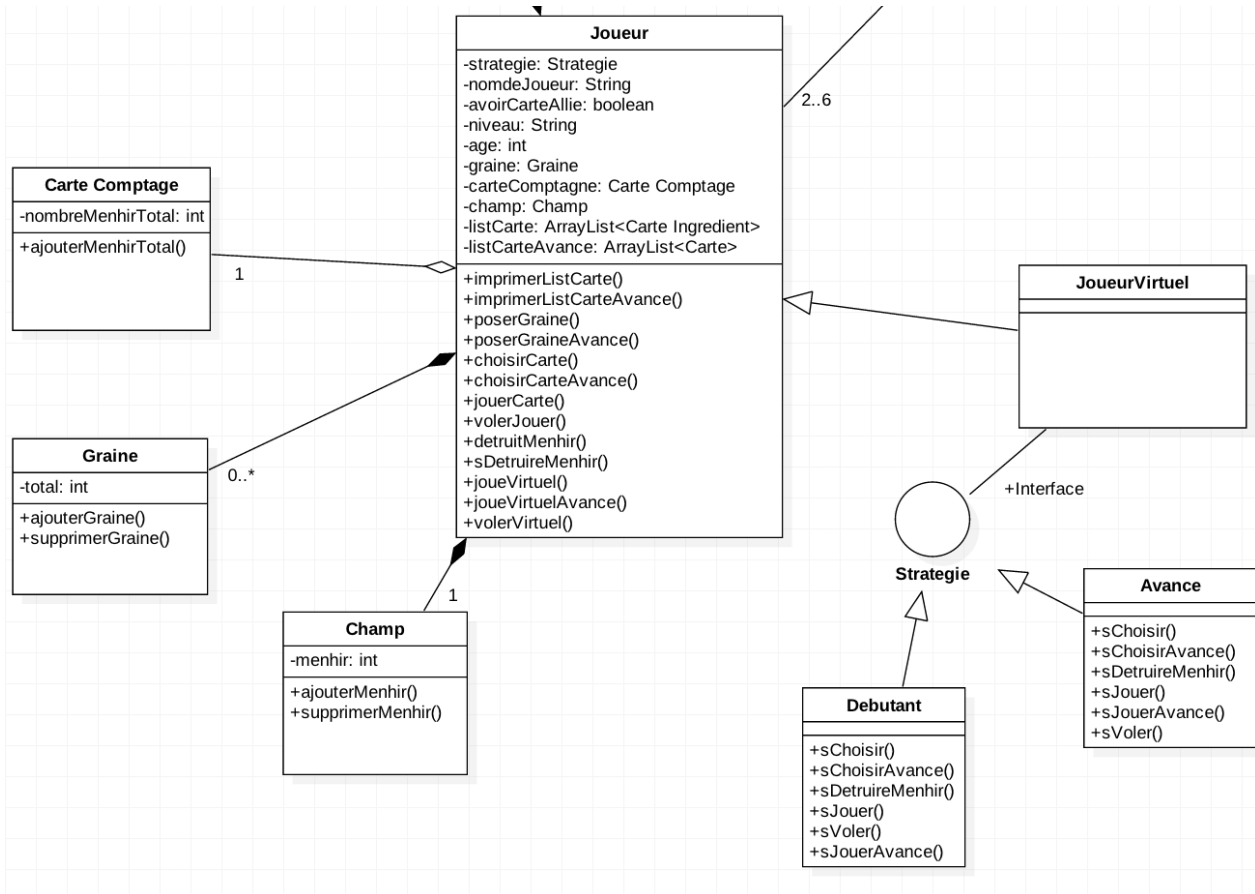 Joueur
-strategie: Strategie
-nomdeJoueur: String
-avoirCarteAllie: boolean
-niveau: String
-age: int
-graine: Graine
-carteComptagne: Carte Comptage
-champ: Champ
-listCarte: ArrayList<Carte Ingredient>
-listCarteAvance: ArrayList<Carte>
+imprimerListCarte()
+imprimerListCarteAvance()
+poserGraine()
+poserGraineAvance()
+choisirCarte()
+choisirCarteAvance()
+jouerCarte()
+volerJouer()
+detruitMenhir()
+sDetruireMenhir()
+joueVirtuel()
+joueVirtuelAvance()
+volerVirtuel()
2..6
Carte Comptage
-nombreMenhirTotal: int
+ajouterMenhirTotal()
1
JoueurVirtuel
Graine
-total: int
+ajouterGraine()
+supprimerGraine()
0..*
+Interface
Strategie
Champ
-menhir: int
+ajouterMenhir()
+supprimerMenhir()
1
Avance
+sChoisir()
+sChoisirAvance()
+sDetruireMenhir()
+sJouer()
+sJouerAvance()
+sVoler()
Debutant
+sChoisir()
+sChoisirAvance()
+sDetruireMenhir()
+sJouer()
+sVoler()
+sJouerAvance()